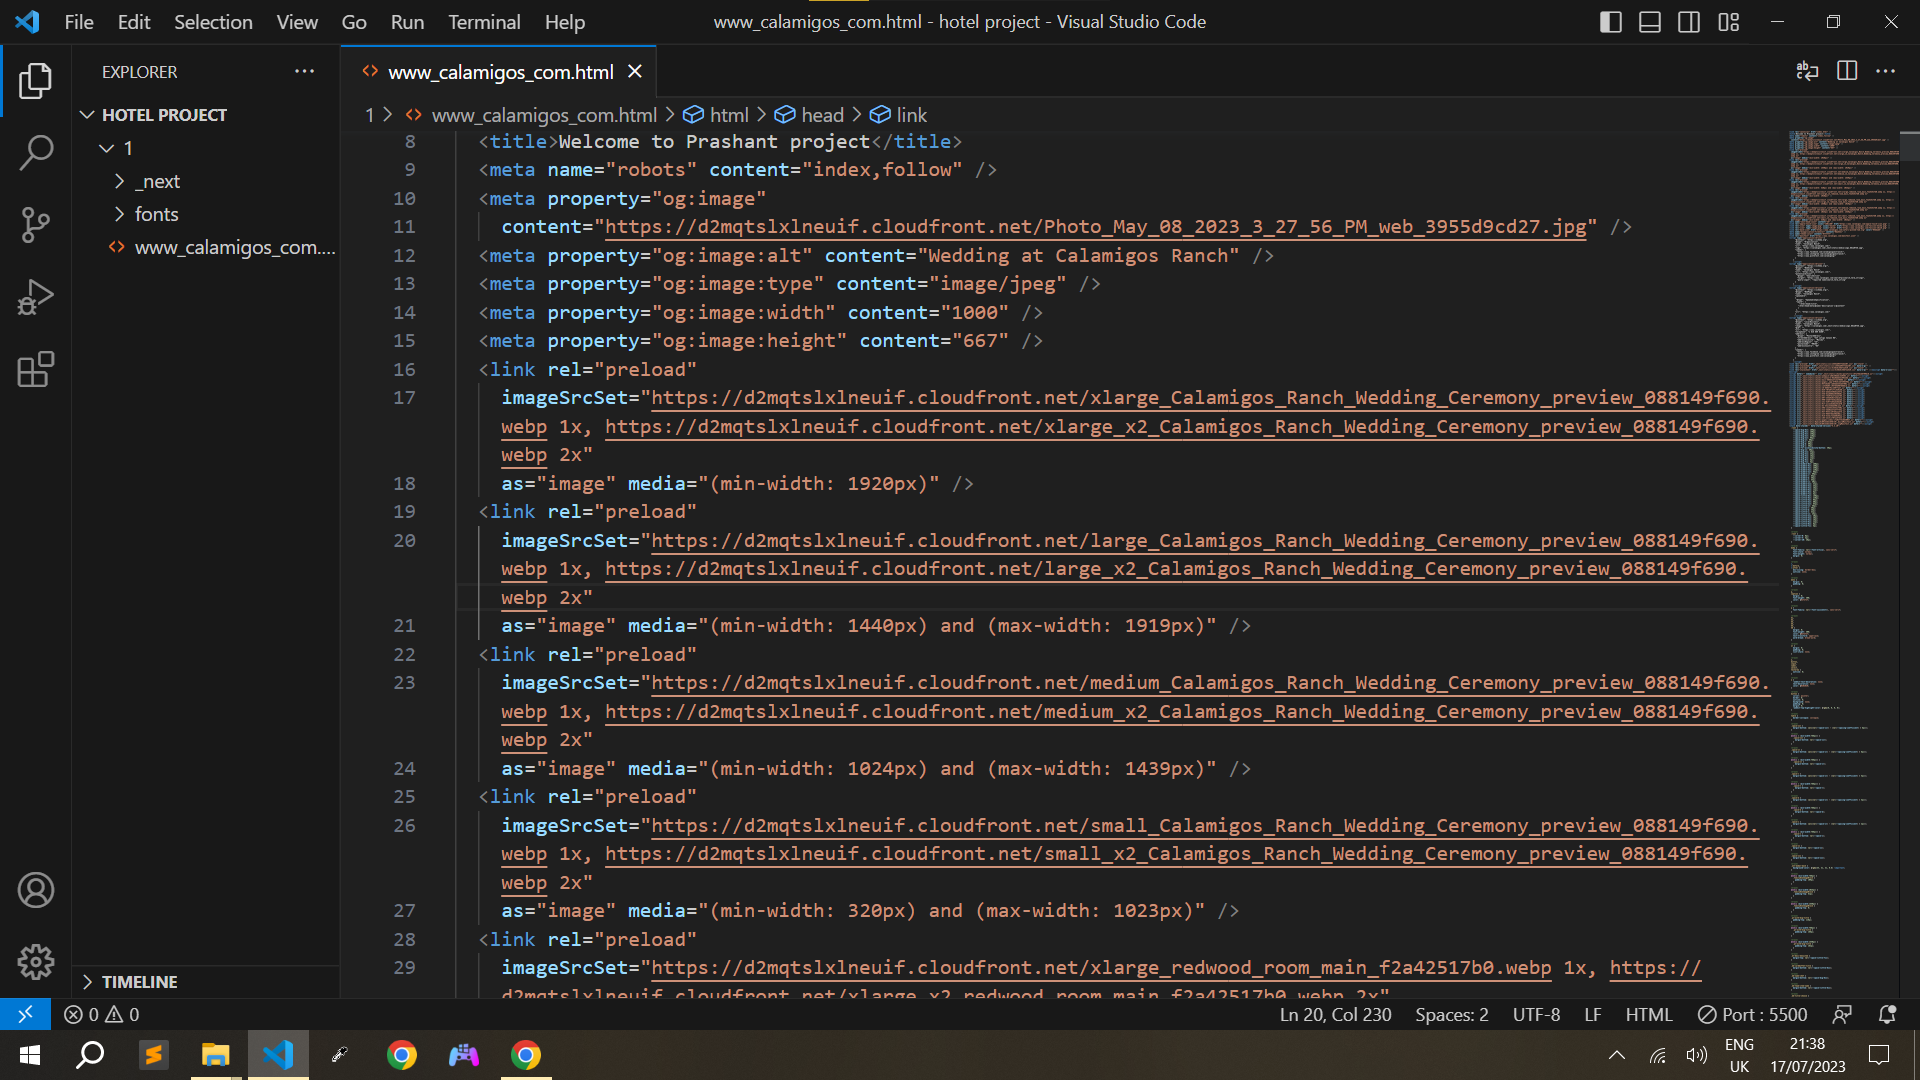 File Edit Selection View Go Run Terminal Help
www_calamigos_com.html - hotel project - Visual Studio Code
EXPLORER
HOTEL PROJECT
1
_next
fonts
www_calamigos_com....
TIMELINE
www_calamigos_com.html
1 > www_calamigos_com.html > html > head > link
8 <title>Welcome to Prashant project</title>
9 <meta name="robots" content="index,follow" />
10 <meta property="og:image"
11 content="https://d2mqtslxlneuif.cloudfront.net/Photo_May_08_2023_3_27_56_PM_web_3955d9cd27.jpg" />
12 <meta property="og:image:alt" content="Wedding at Calamigos Ranch" />
13 <meta property="og:image:type" content="image/jpeg" />
14 <meta property="og:image:width" content="1000" />
15 <meta property="og:image:height" content="667" />
16 <link rel="preload"
17 imageSrcSet="https://d2mqtslxlneuif.cloudfront.net/xlarge_Calamigos_Ranch_Wedding_Ceremony_preview_088149f690.
webp 1x, https://d2mqtslxlneuif.cloudfront.net/xlarge_x2_Calamigos_Ranch_Wedding_Ceremony_preview_088149f690.
webp 2x"
18 as="image" media="(min-width: 1920px)" />
19 <link rel="preload"
20 imageSrcSet="https://d2mqtslxlneuif.cloudfront.net/large_Calamigos_Ranch_Wedding_Ceremony_preview_088149f690.
webp 1x, https://d2mqtslxlneuif.cloudfront.net/large_x2_Calamigos_Ranch_Wedding_Ceremony_preview_088149f690.
webp 2x"
21 as="image" media="(min-width: 1440px) and (max-width: 1919px)" />
22 <link rel="preload"
23 imageSrcSet="https://d2mqtslxlneuif.cloudfront.net/medium_Calamigos_Ranch_Wedding_Ceremony_preview_088149f690.
webp 1x, https://d2mqtslxlneuif.cloudfront.net/medium_x2_Calamigos_Ranch_Wedding_Ceremony_preview_088149f690.
webp 2x"
24 as="image" media="(min-width: 1024px) and (max-width: 1439px)" />
25 <link rel="preload"
26 imageSrcSet="https://d2mqtslxlneuif.cloudfront.net/small_Calamigos_Ranch_Wedding_Ceremony_preview_088149f690.
webp 1x, https://d2mqtslxlneuif.cloudfront.net/small_x2_Calamigos_Ranch_Wedding_Ceremony_preview_088149f690.
webp 2x"
27 as="image" media="(min-width: 320px) and (max-width: 1023px)" />
28 <link rel="preload"
29 imageSrcSet="https://d2mqtslxlneuif.cloudfront.net/xlarge_redwood_room_main_f2a42517b0.webp 1x, https://
d2mqtslxlneuif.cloudfront.net/xlarge_x2_redwood_room_main_f2a42517b0.webp 2x"
0 0
Ln 20, Col 230 Spaces: 2 UTF-8 LF HTML Port : 5500
ENG
UK
21:38
17/07/2023